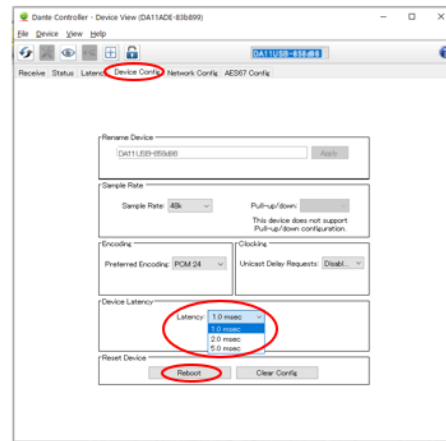 Dante Controller - Device View (DA11ADE-83b899)
File Device View Help
DA11USB-858d98
Receive Status Latency Device Config Network Config AES67 Config
Rename Device
DA11USB-858d98 Apply
Sample Rate
Sample Rate: 48k Pull-up/down:
This device does not support
Pull-up/down configuration.
Encoding Clocking
Preferred Encoding: PCM 24 Unicast Delay Requests: Disabl...
Device Latency
Latency: 1.0 msec
1.0 msec
2.0 msec
5.0 msec
Reset Device
Reboot Clear Config